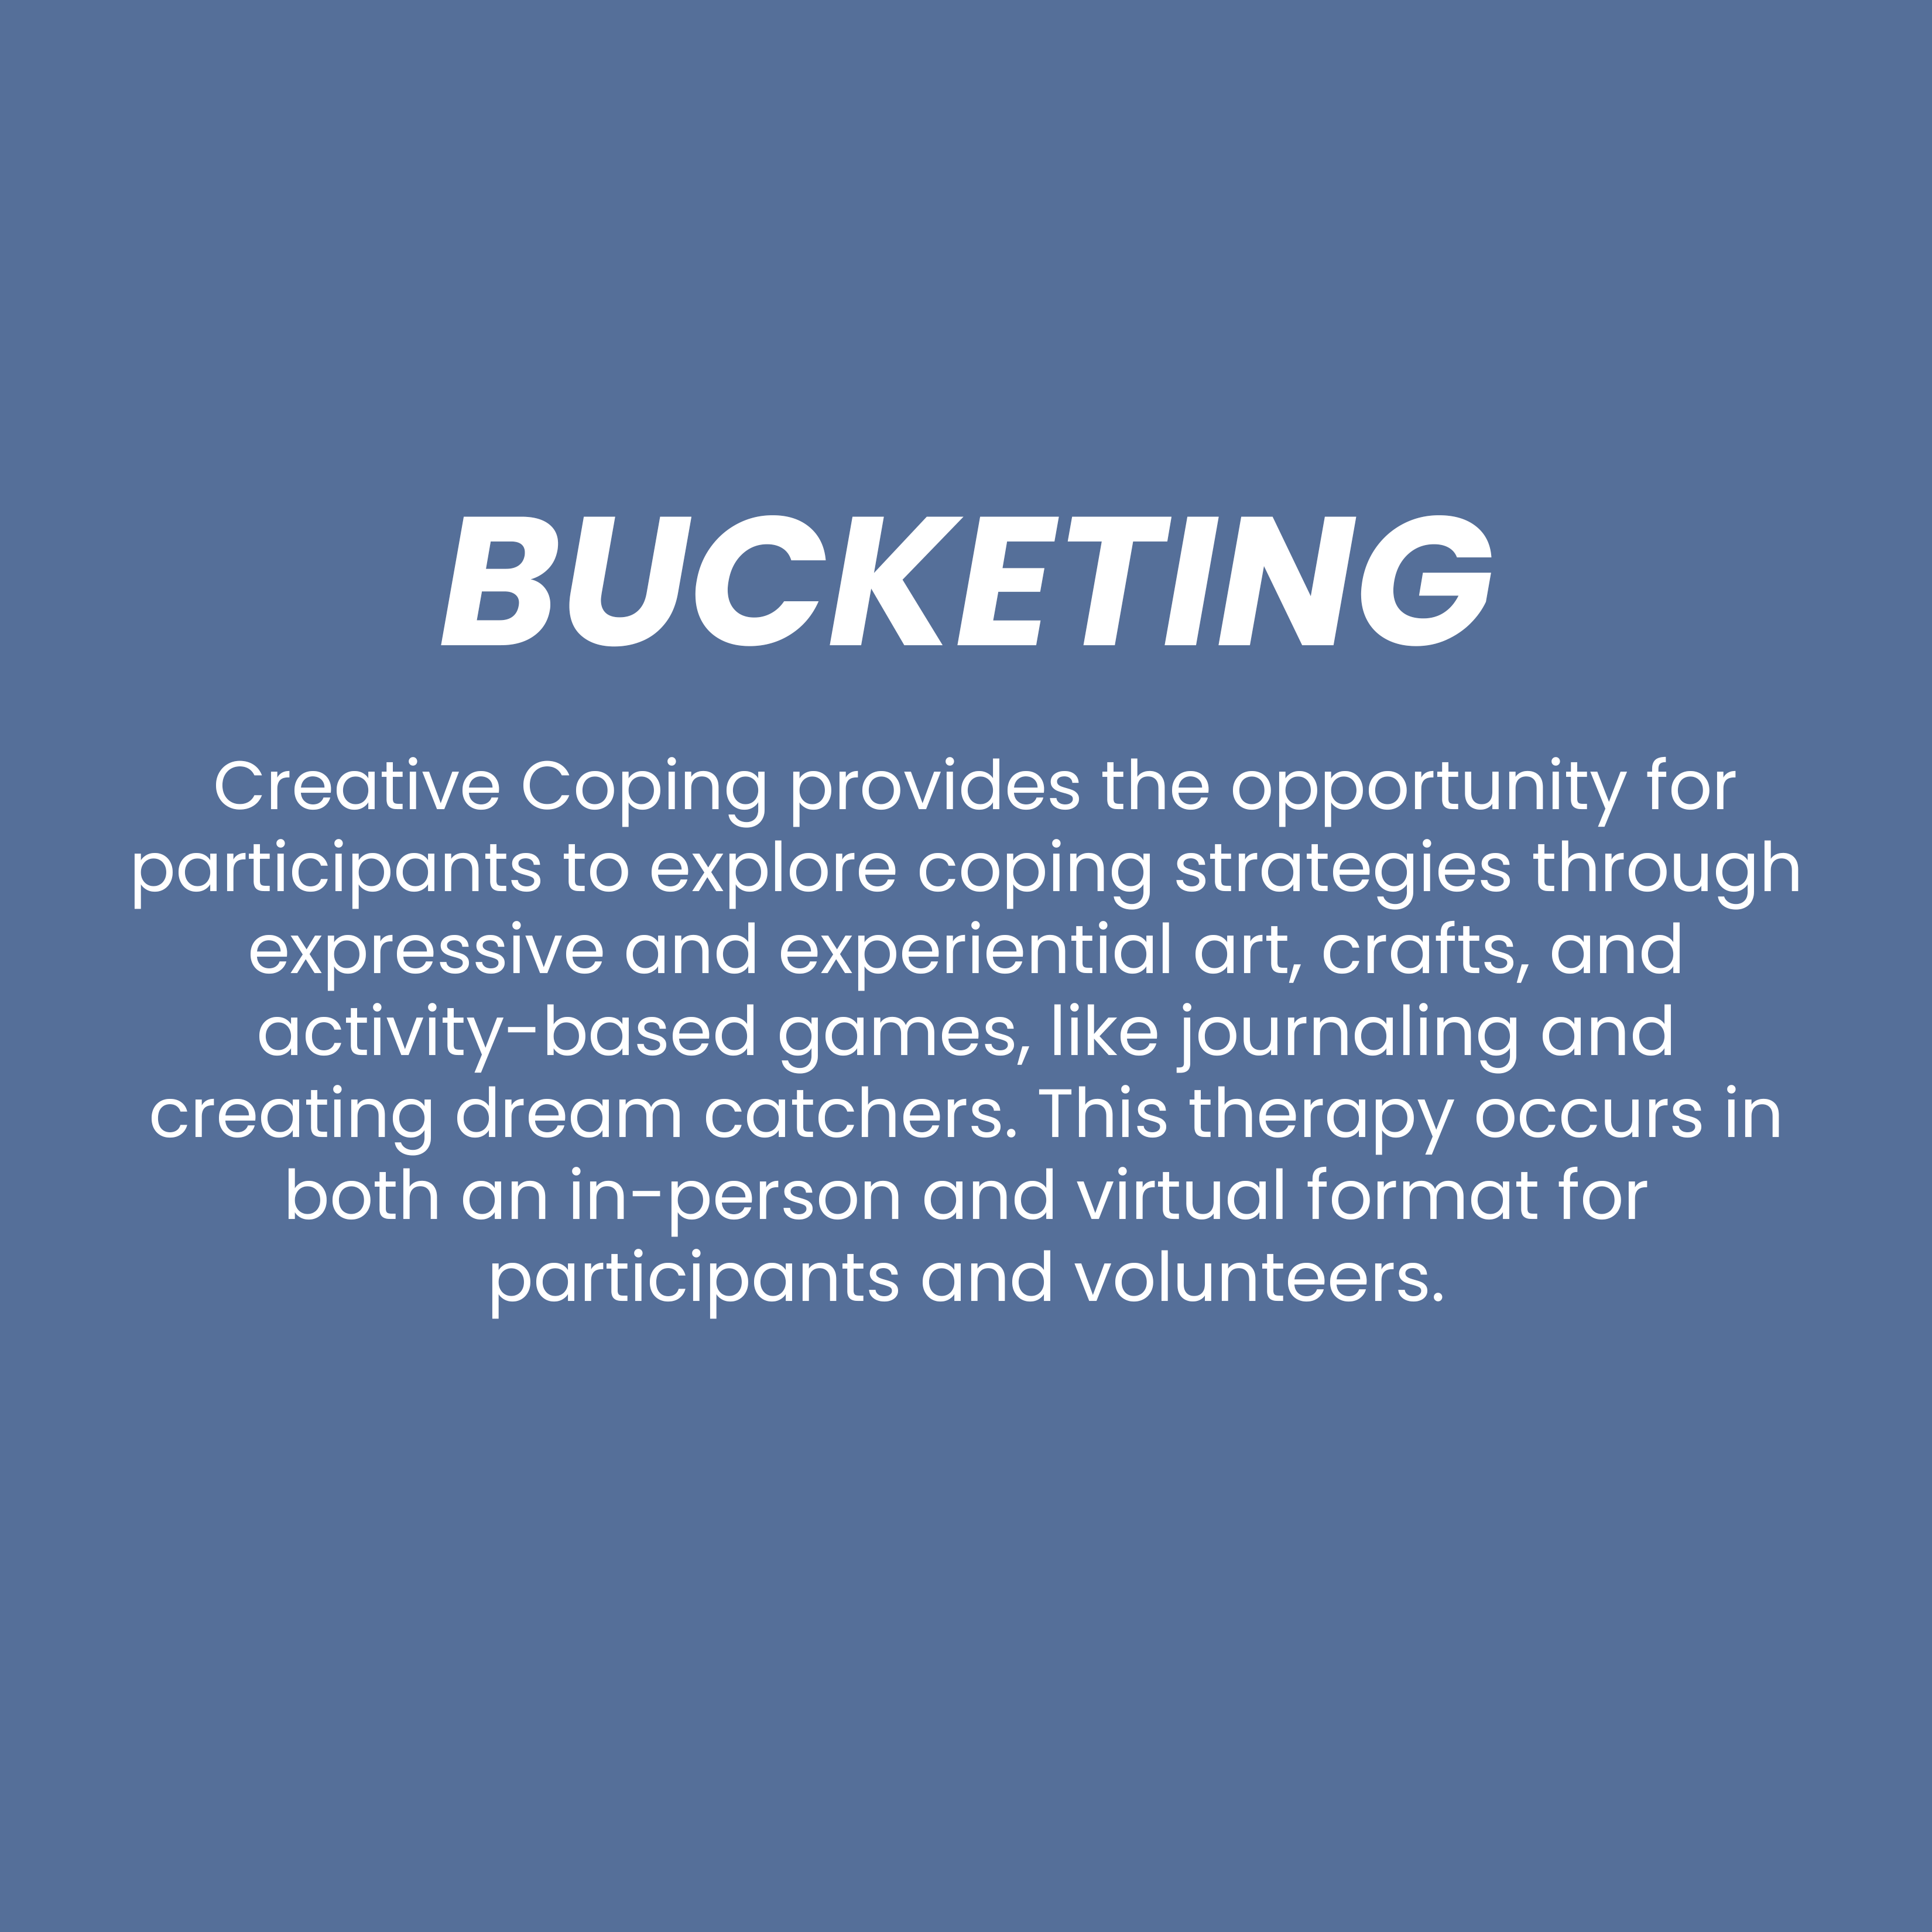 BUCKETING
Creative Coping provides the opportunity for
participants to explore coping strategies through
expressive and experiential art, crafts, and
activity-based games, like journaling and
creating dream catchers. This therapy occurs in
both an in-person and virtual format for
participants and volunteers.